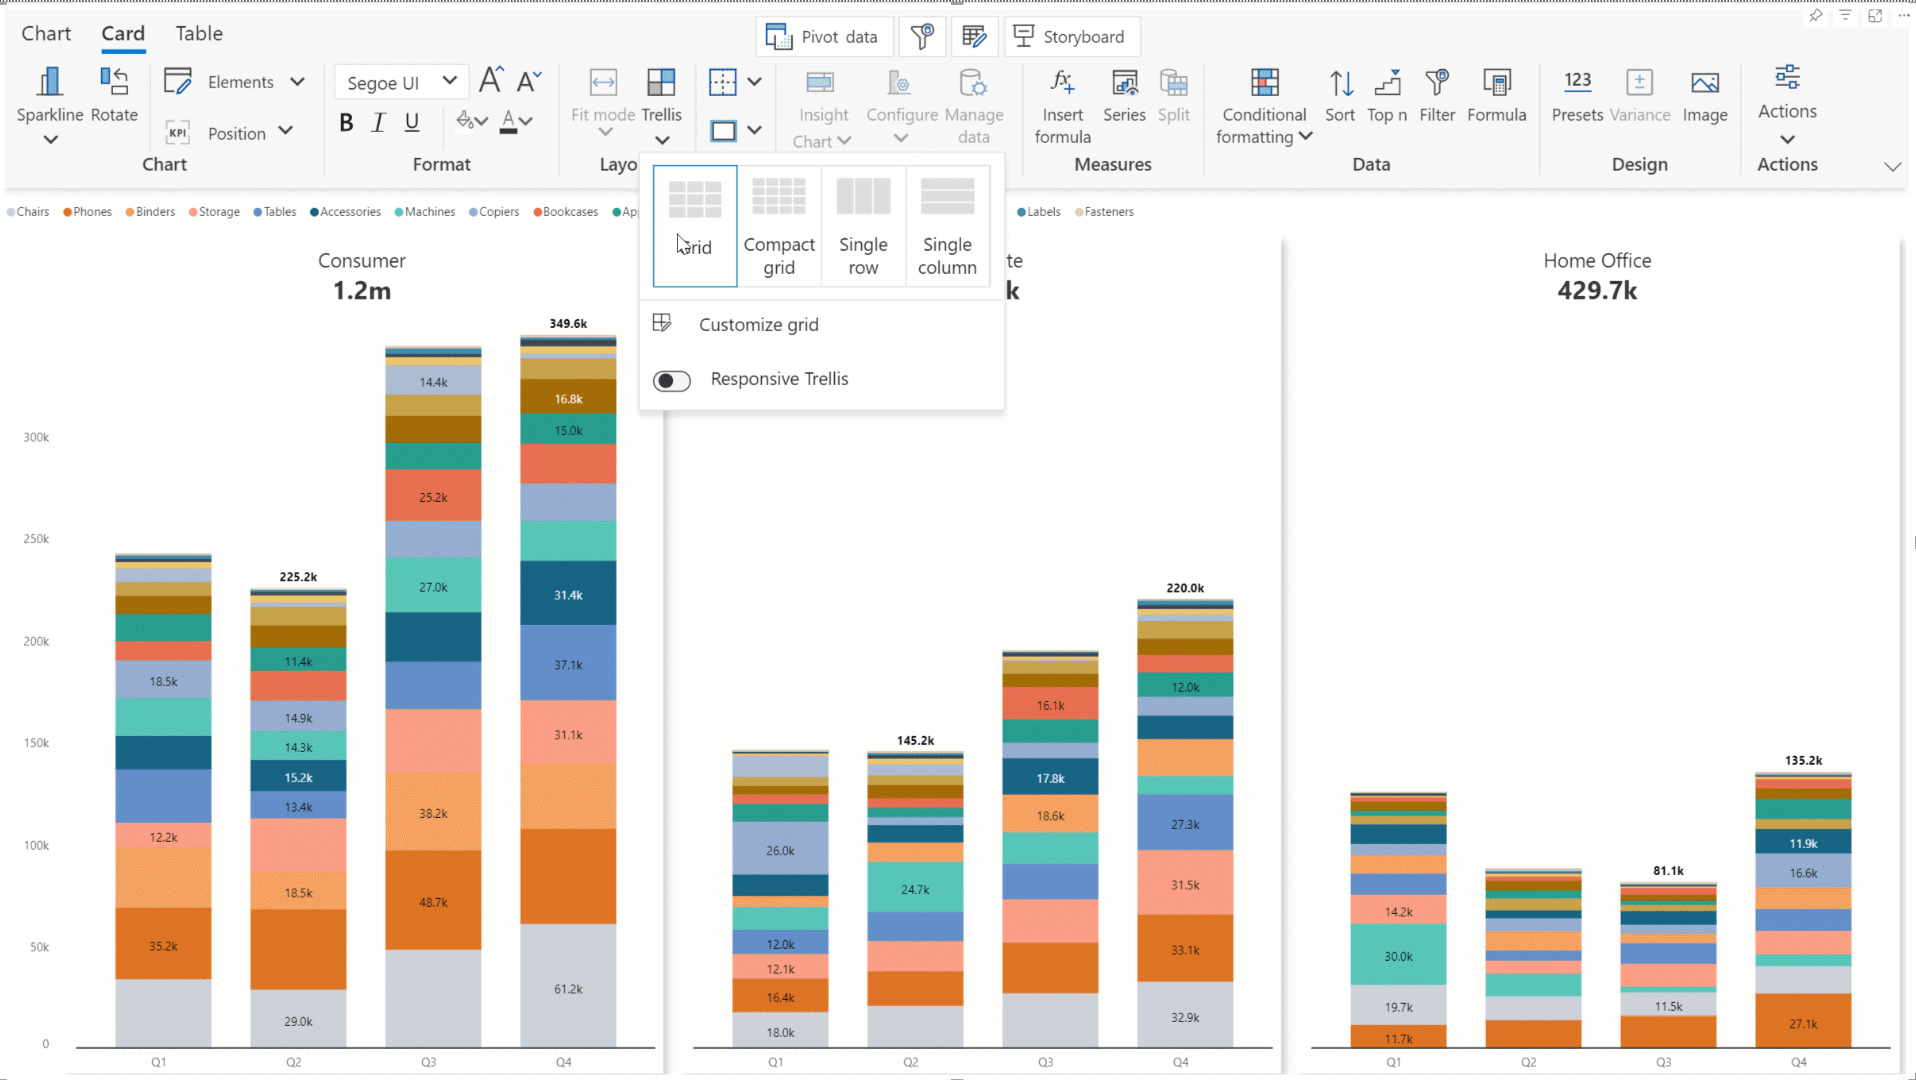 Chart Card Table
Pivot data Storyboard
Sparkline Rotate
Elements
KPI Position
Chart
Segoe UI A A
B I U A
Format
Fit mode Trellis
Layo
Insight Chart
Configure
Manage data
fx Insert formula
Series
Split
Measures
Conditional formatting
Sort
Top n
Filter
Formula
Data
123 Presets
Variance
Image
Design
Actions
Actions
Chairs Phones Binders Storage Tables Accessories Machines Copiers Bookcases Ap Labels Fasteners
Grid
Compact grid
Single row
Single column
Customize grid
Responsive Trellis
Consumer
1.2m
300k
250k
200k
150k
100k
50k
0
18.5k
12.2k
35.2k
225.2k
11.4k
14.9k
14.3k
15.2k
13.4k
18.5k
29.0k
14.4k
25.2k
27.0k
38.2k
48.7k
349.6k
16.8k
15.0k
31.4k
37.1k
31.1k
61.2k
Q1 Q2 Q3 Q4
te
k
26.0k
12.0k
12.1k
16.4k
18.0k
145.2k
24.7k
16.1k
17.8k
18.6k
220.0k
12.0k
27.3k
31.5k
33.1k
32.9k
Q1 Q2 Q3 Q4
Home Office
429.7k
14.2k
30.0k
19.7k
11.7k
81.1k
11.5k
135.2k
11.9k
16.6k
27.1k
Q1 Q2 Q3 Q4